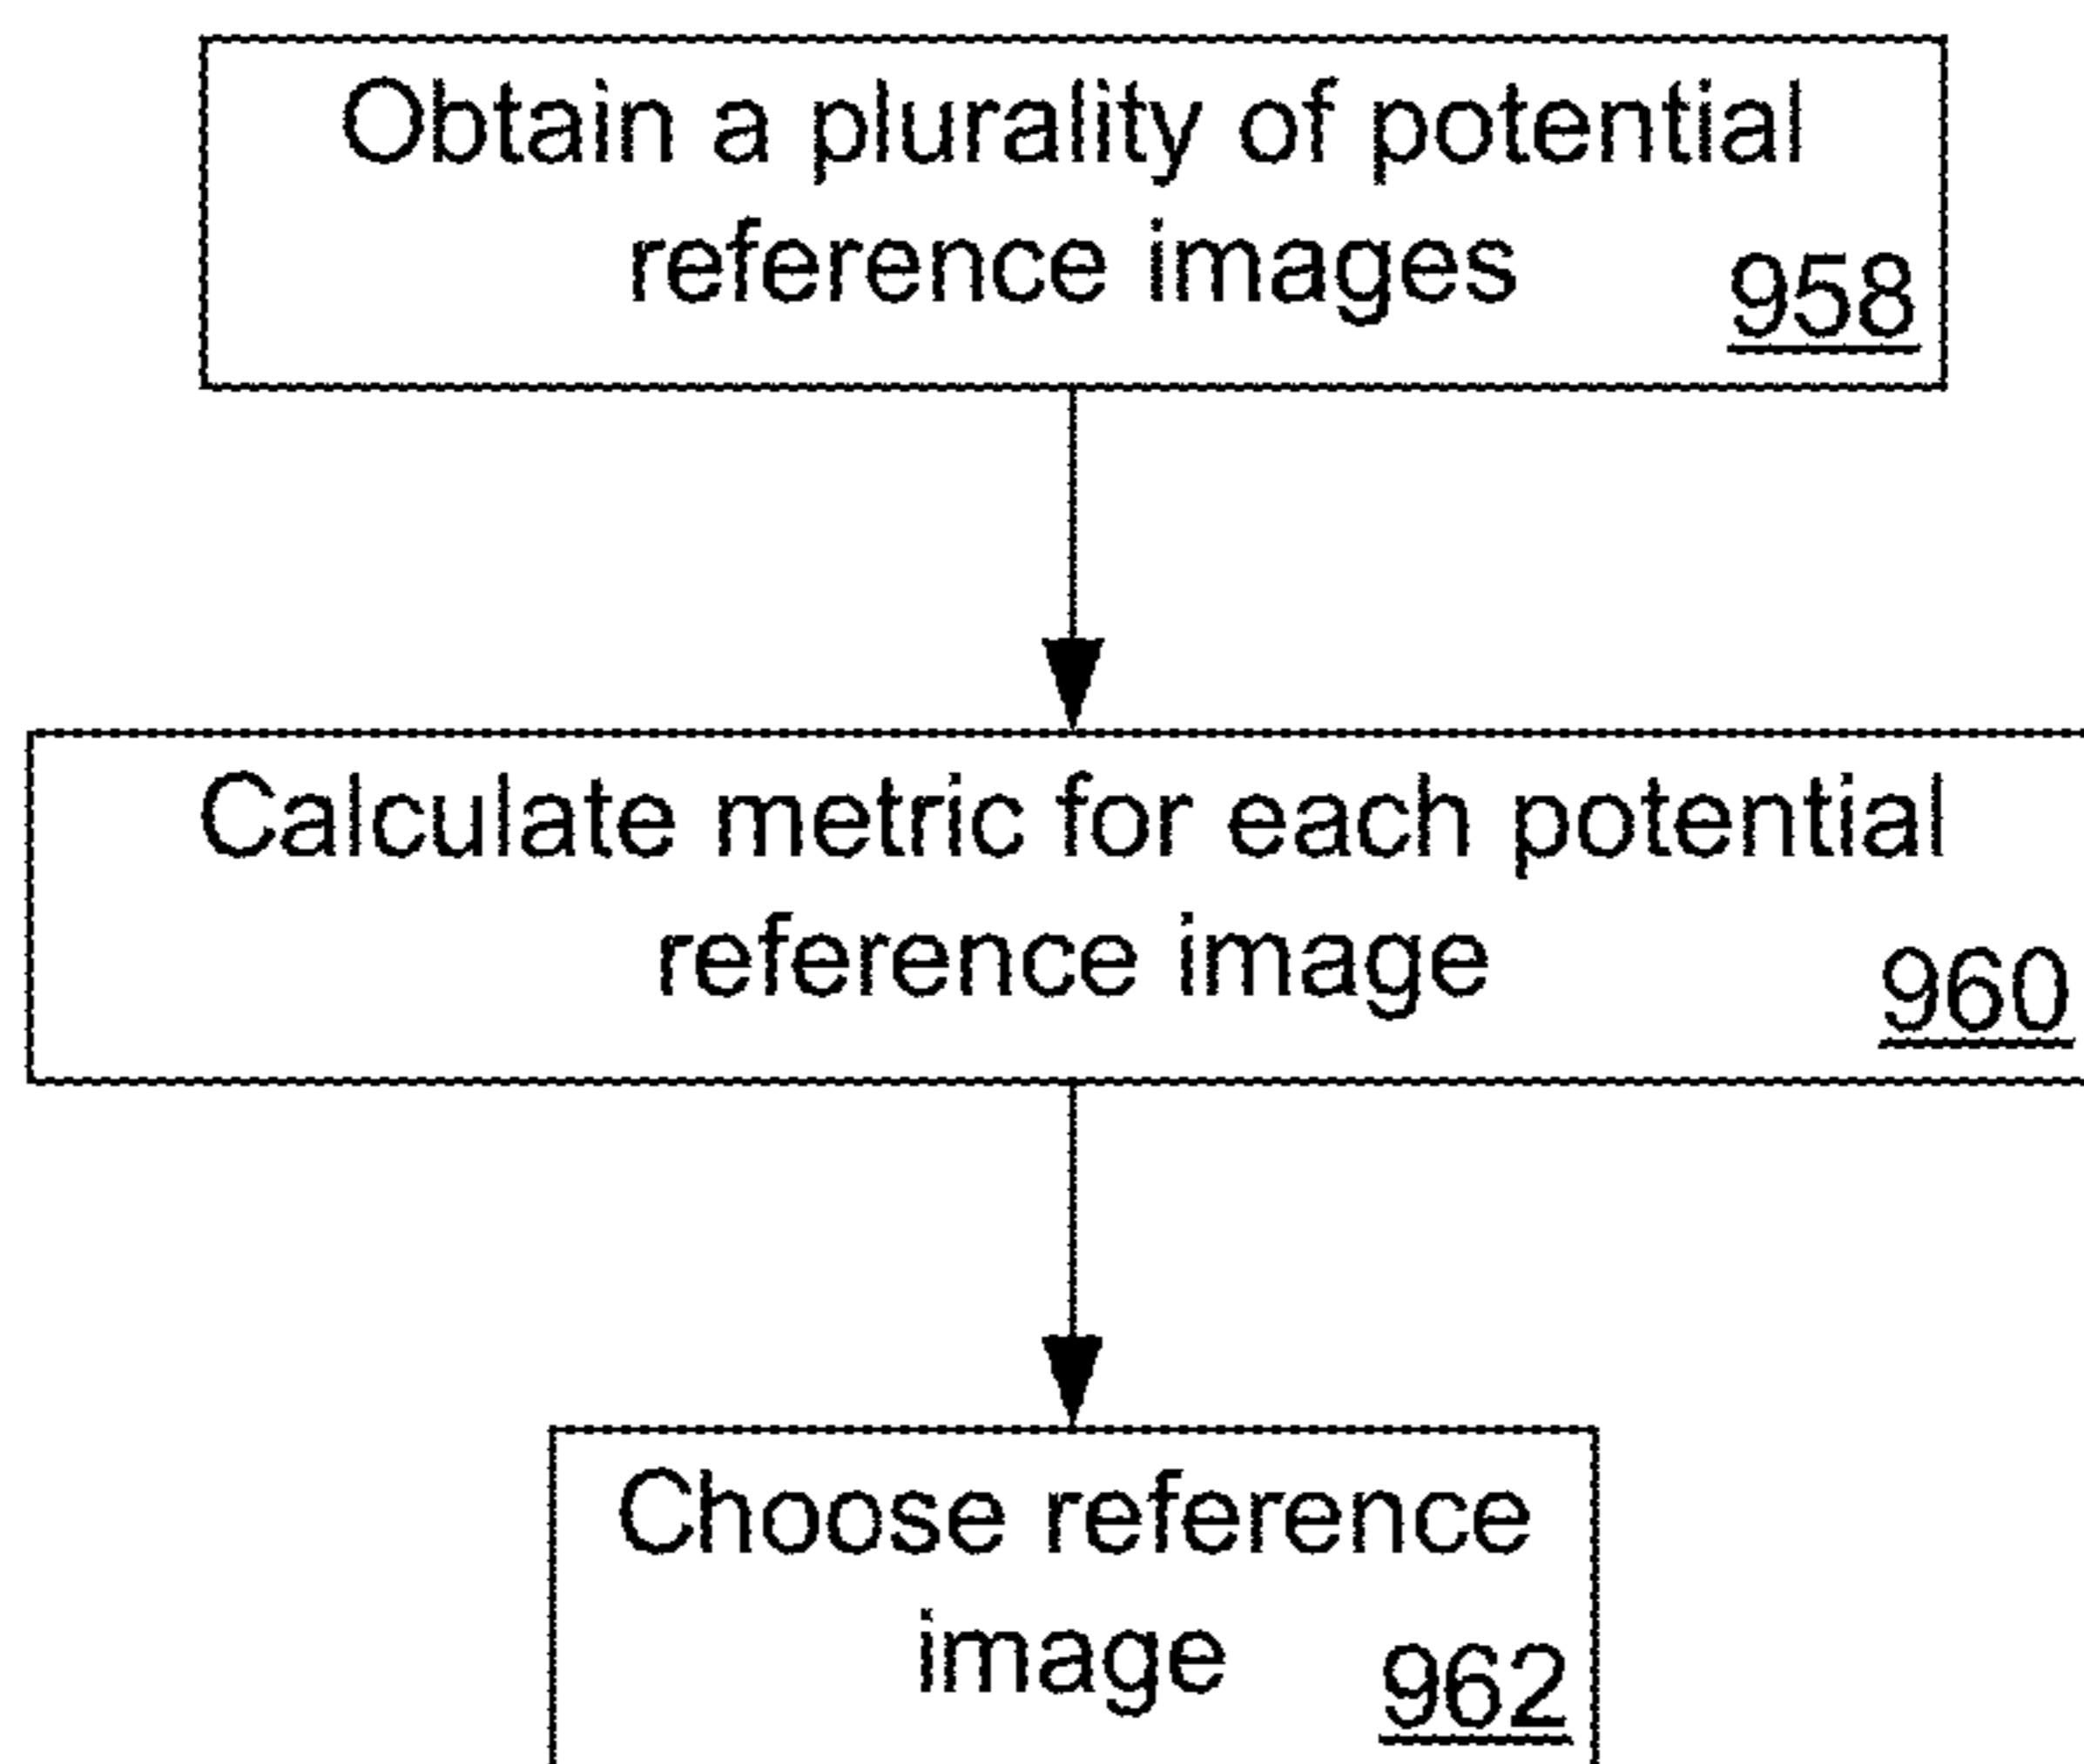 Obtain a plurality of potential
reference images
958
Calculate metric for each potential
reference image
960
Choose reference
image
962